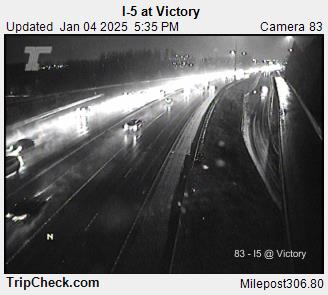 I-5 at Victory
Updated Jan 04 2025 5:35 PM Camera 83
T
N
83 - I5 @ Victory
TripCheck.com Milepost306.80